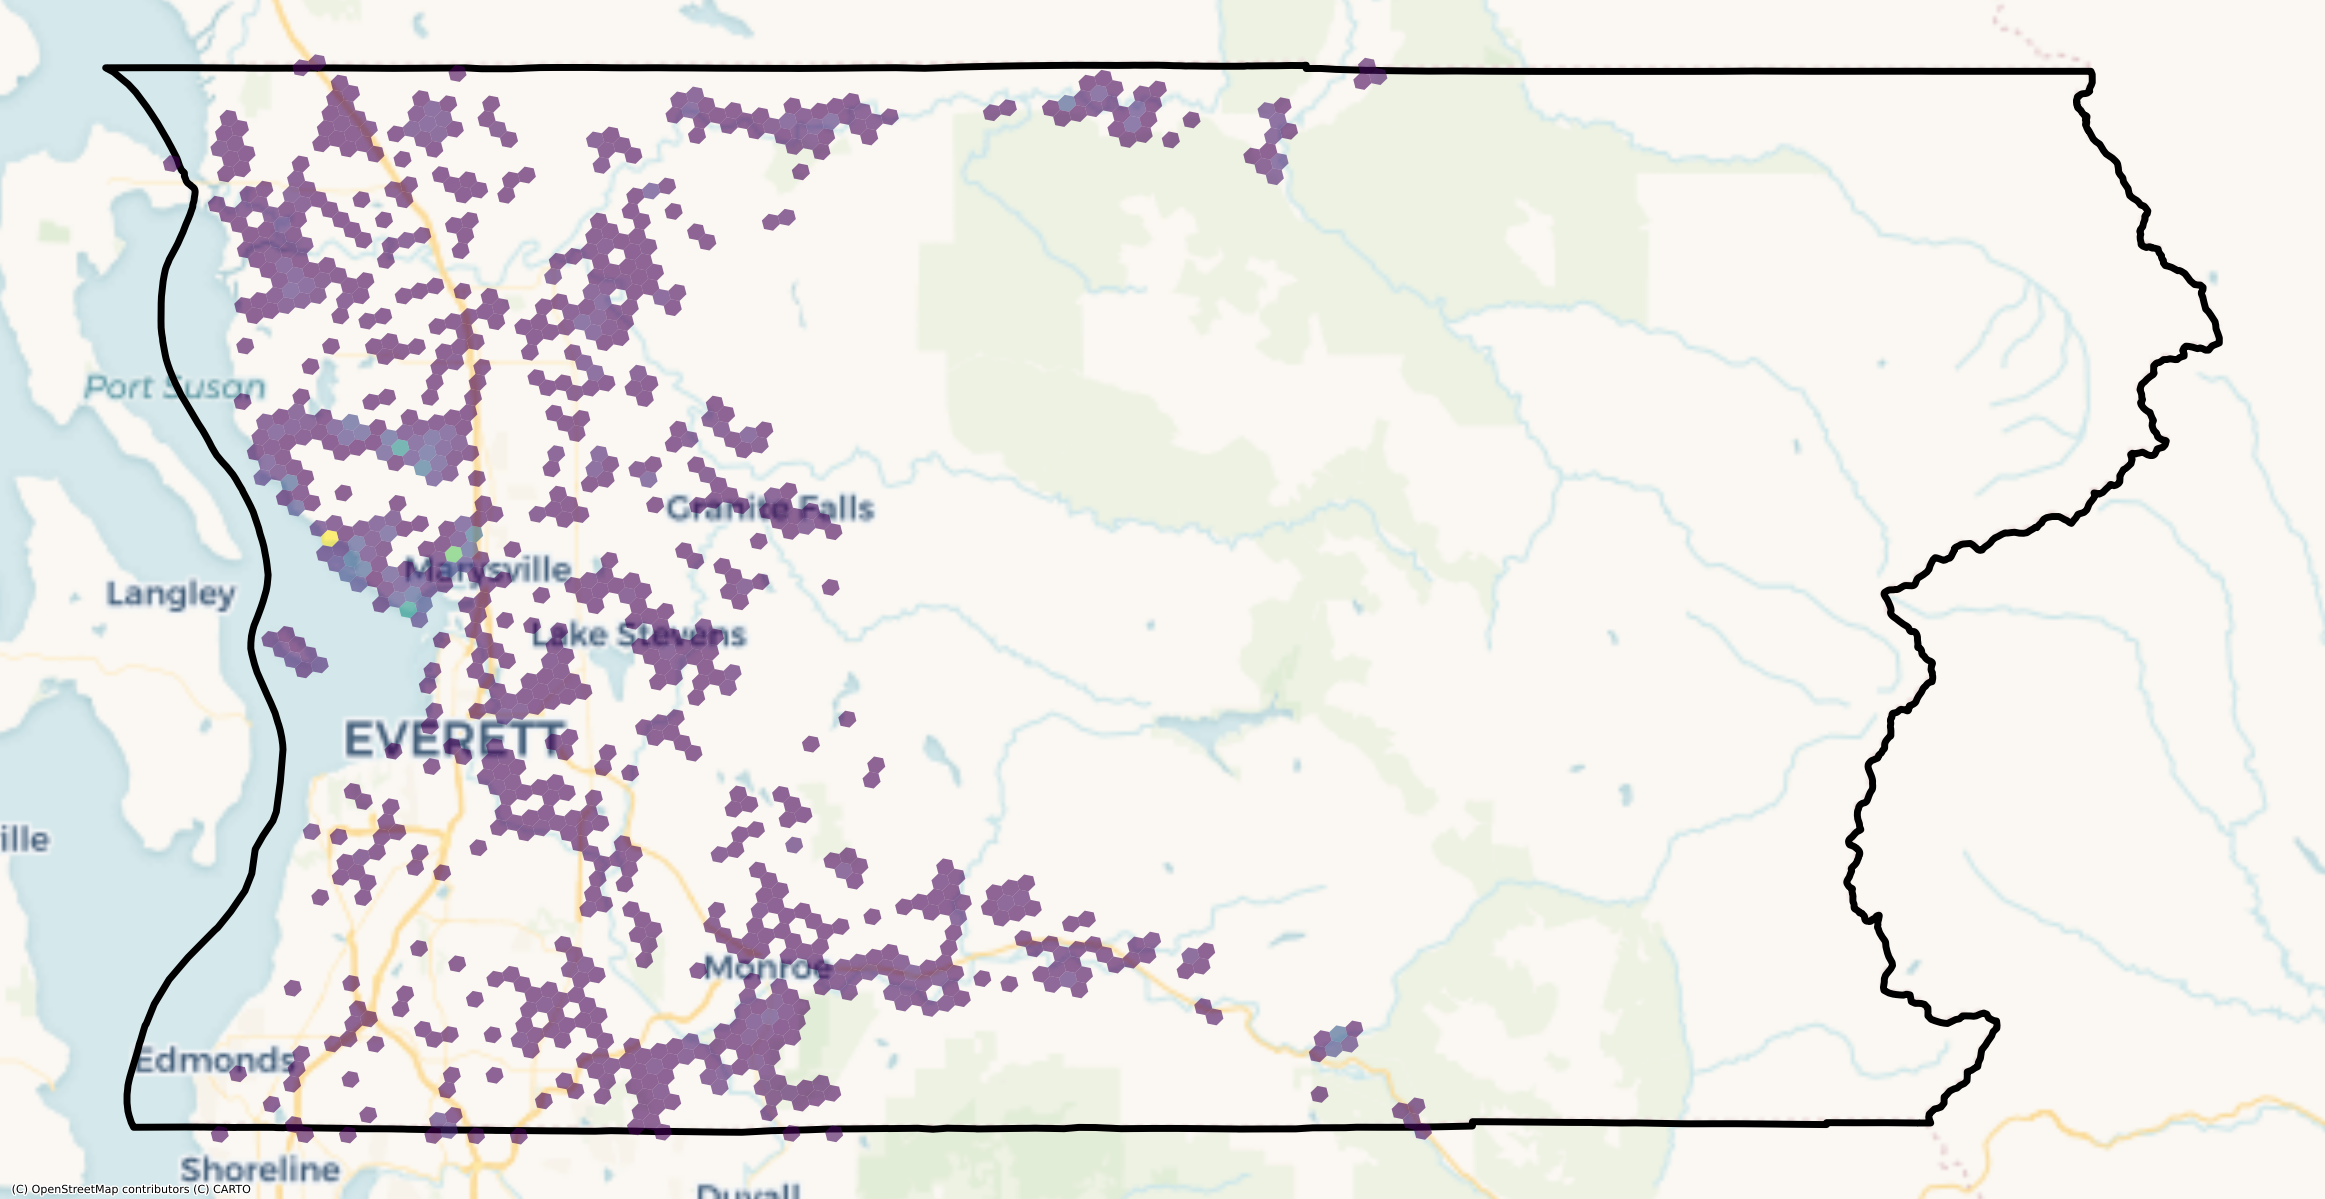 Port Susan
Granite Falls
Marysville
Langley
Lake Stevens
EVERETT
ille
Monroe
Edmonds
Shoreline
Duvall
(C) OpenStreetMap contributors (C) CARTO